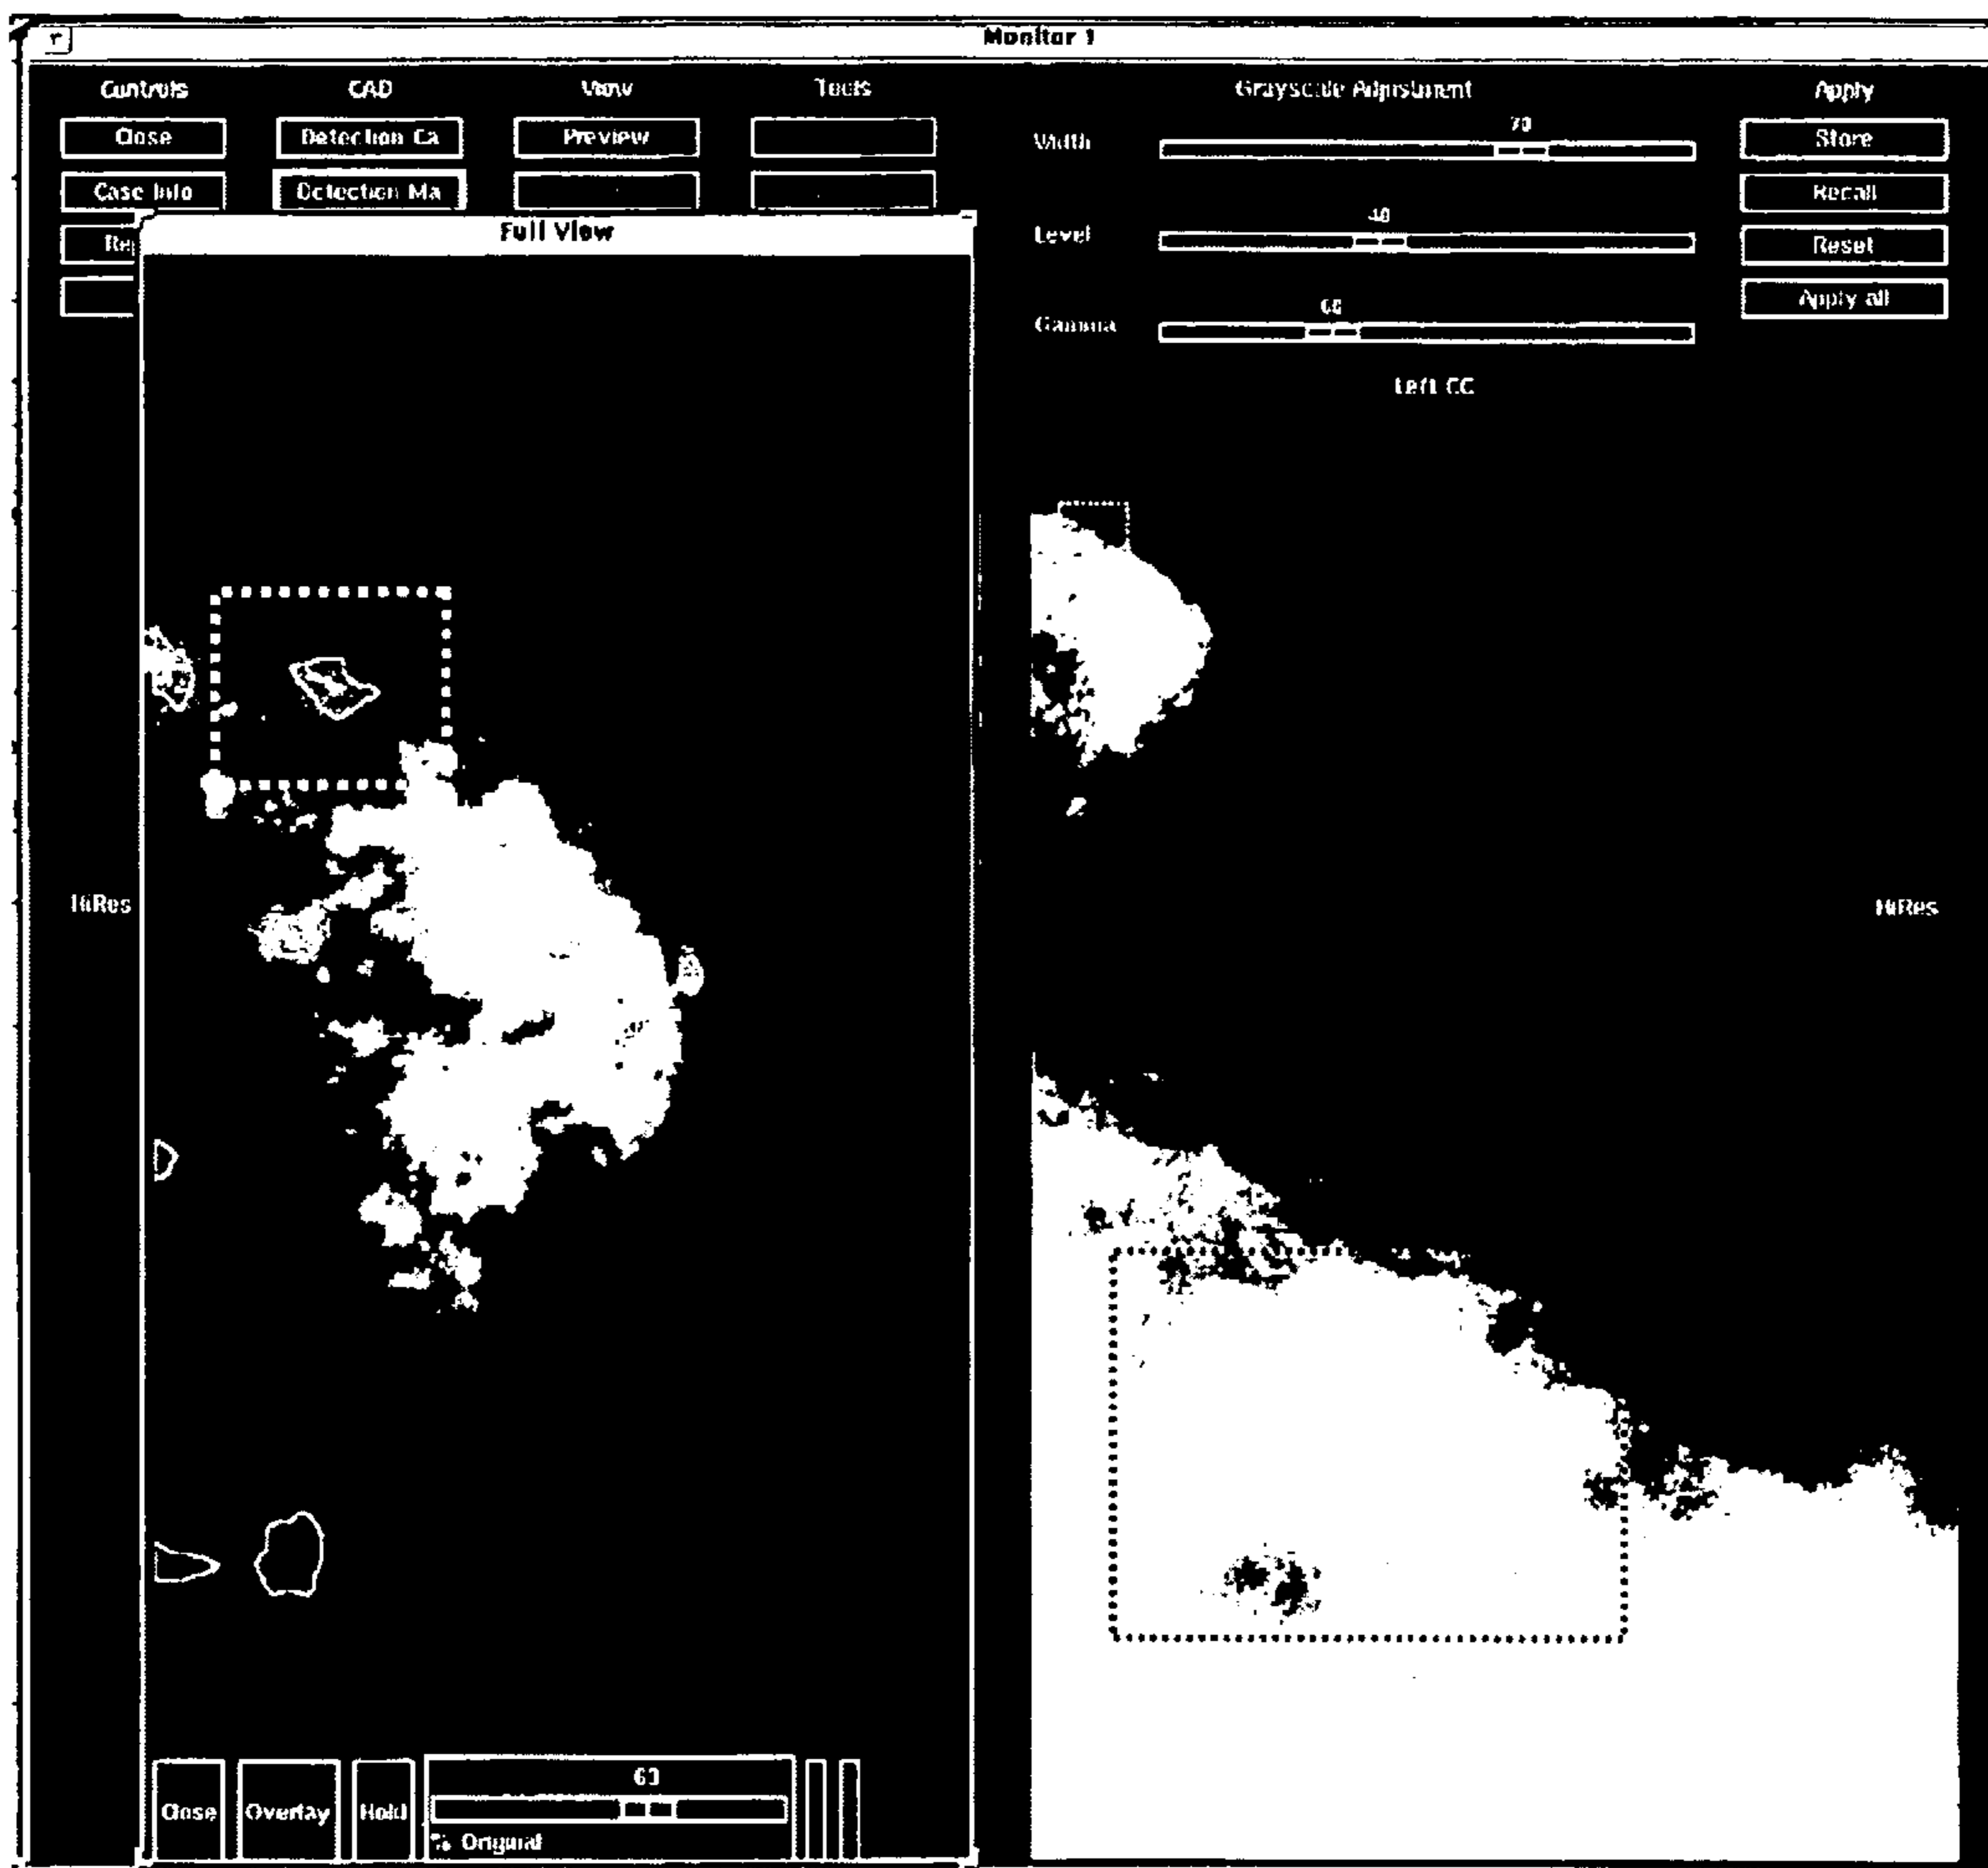 Monitor 1
Controls CAD View Tools Grayscale Adjustment Apply
Close Detection Ca Preview Width 70 Store
Case Info Detection Ma Recall
Full View
Level 40 Reset
Gamma 60 Apply all
Left CC
HiRes HiRes
Close Overlay Hold
% Original